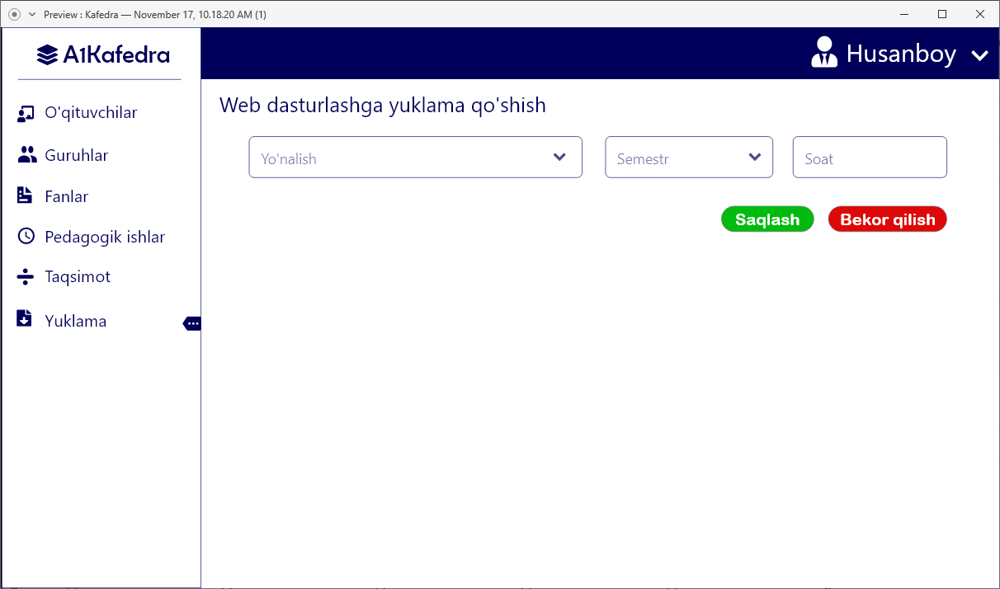 Preview : Kafedra — November 17, 10.18.20 AM (1)
A1Kafedra
Husanboy
O'qituvchilar
Guruhlar
Fanlar
Pedagogik ishlar
Taqsimot
Yuklama
Web dasturlashga yuklama qo'shish
Yo'nalish
Semestr
Soat
Saqlash
Bekor qilish